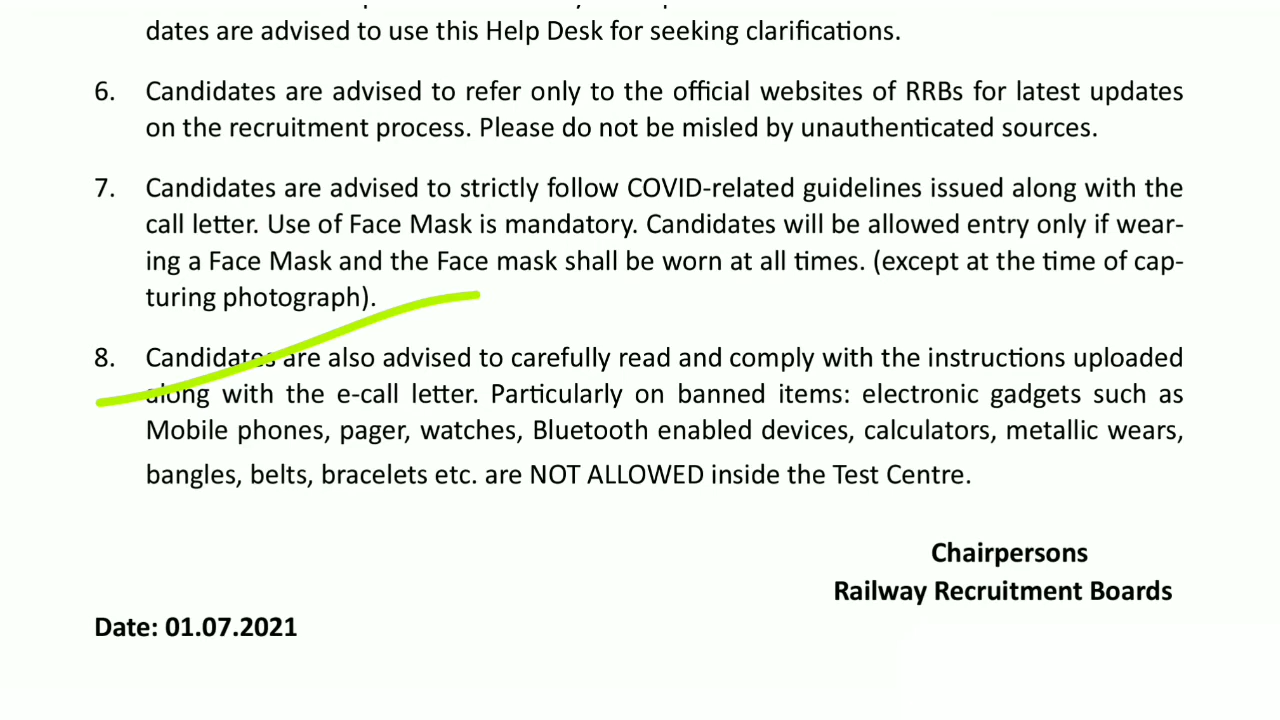 dates are advised to use this Help Desk for seeking clarifications.
6. Candidates are advised to refer only to the official websites of RRBs for latest updates
on the recruitment process. Please do not be misled by unauthenticated sources.
7. Candidates are advised to strictly follow COVID-related guidelines issued along with the
call letter. Use of Face Mask is mandatory. Candidates will be allowed entry only if wear-
ing a Face Mask and the Face mask shall be worn at all times. (except at the time of cap-
turing photograph).
8. Candidates are also advised to carefully read and comply with the instructions uploaded
along with the e-call letter. Particularly on banned items: electronic gadgets such as
Mobile phones, pager, watches, Bluetooth enabled devices, calculators, metallic wears,
bangles, belts, bracelets etc. are NOT ALLOWED inside the Test Centre.
Chairpersons
Railway Recruitment Boards
Date: 01.07.2021